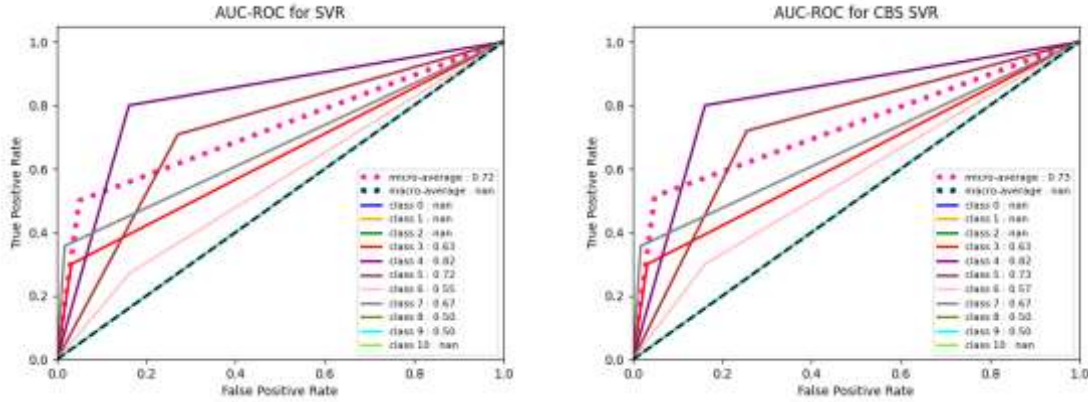 AUC-ROC for SVR
True Positive Rate
1.0
0.8
0.6
0.4
0.2
0.0
micro-average : 0.72
macro-average : nan
class 0 : nan
class 1 : nan
class 2 : nan
class 3 : 0.63
class 4 : 0.82
class 5 : 0.72
class 6 : 0.55
class 7 : 0.67
class 8 : 0.50
class 9 : 0.50
class 10 : nan
0.0 0.2 0.4 0.6 0.8 1.0
False Positive Rate
AUC-ROC for CBS SVR
True Positive Rate
1.0
0.8
0.6
0.4
0.2
0.0
micro-average : 0.73
macro-average : nan
class 0 : nan
class 1 : nan
class 2 : nan
class 3 : 0.63
class 4 : 0.82
class 5 : 0.73
class 6 : 0.57
class 7 : 0.67
class 8 : 0.50
class 9 : 0.50
class 10 : nan
0.0 0.2 0.4 0.6 0.8 1.0
False Positive Rate